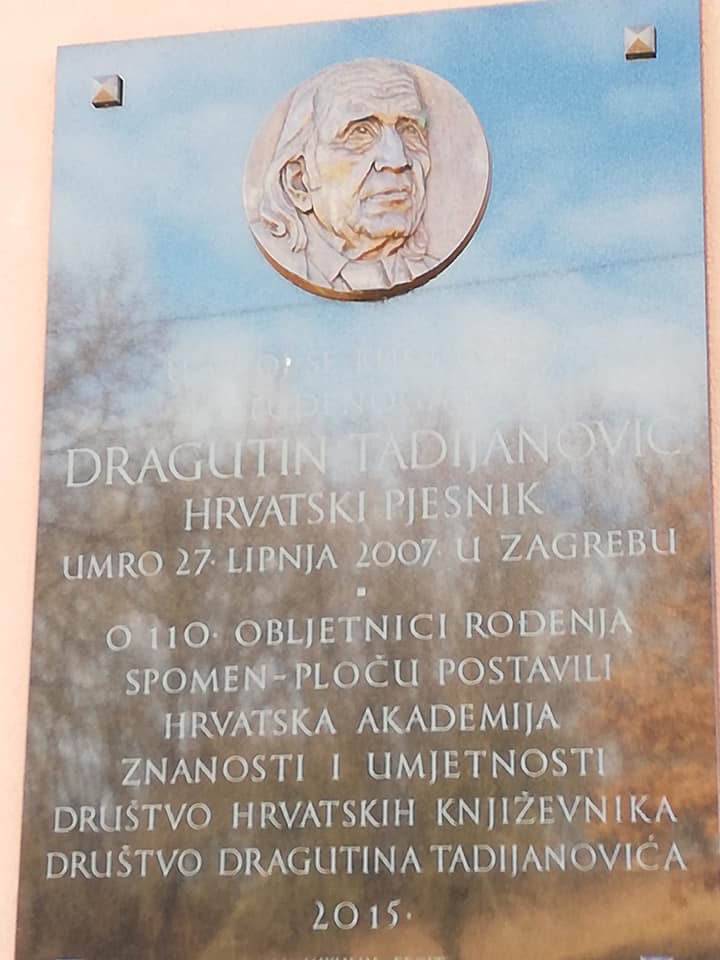 DRAGUTIN TADIJANOVIĆ
HRVATSKI PJESNIK
UMRO 27· LIPNJA 2007· U ZAGREBU
O 110· OBLJETNICI ROĐENJA
SPOMEN-PLOČU POSTAVILI
HRVATSKA AKADEMIJA
ZNANOSTI I UMJETNOSTI
DRUŠTVO HRVATSKIH KNJIŽEVNIKA
DRUŠTVO DRAGUTINA TADIJANOVIĆA
2015·